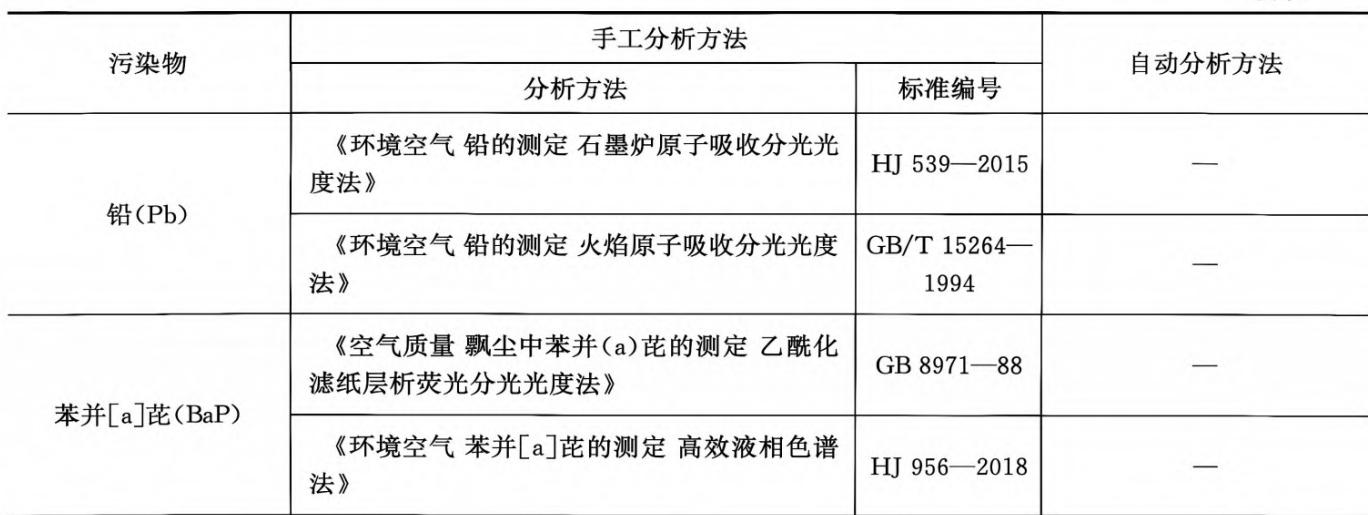 污染物
手工分析方法
自动分析方法
分析方法
标准编号
铅(Pb)
《环境空气 铅的测定 石墨炉原子吸收分光光
度法》
HJ 539—2015
—
《环境空气 铅的测定 火焰原子吸收分光光度
法》
GB/T 15264—
1994
—
苯并[a]芘(BaP)
《空气质量 飘尘中苯并(a)芘的测定 乙酰化
滤纸层析荧光分光光度法》
GB 8971—88
—
《环境空气 苯并[a]芘的测定 高效液相色谱
法》
HJ 956—2018
—